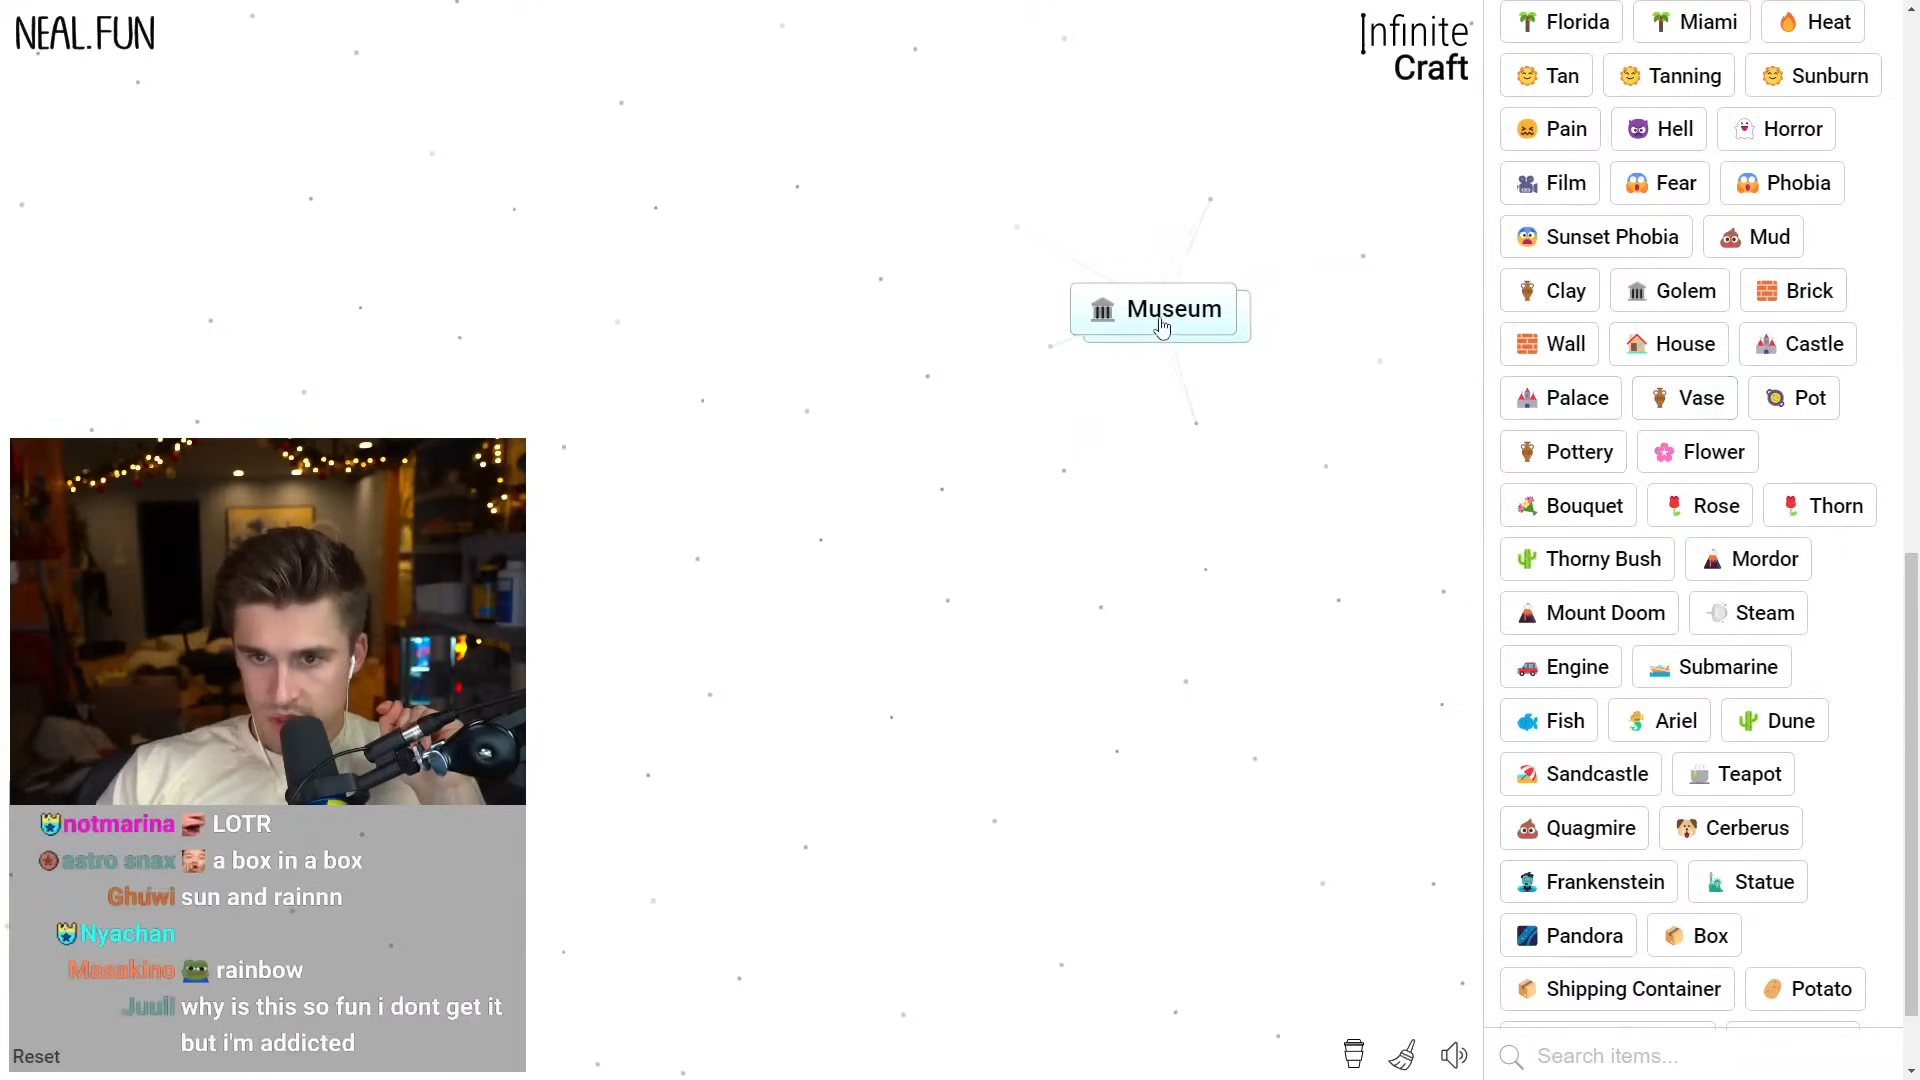 NEAL.FUN
Infinite
Craft
Museum
Florida Miami Heat
Tan Tanning Sunburn
Pain Hell Horror
Film Fear Phobia
Sunset Phobia Mud
Clay Golem Brick
Wall House Castle
Palace Vase Pot
Pottery Flower
Bouquet Rose Thorn
Thorny Bush Mordor
Mount Doom Steam
Engine Submarine
Fish Ariel Dune
Sandcastle Teapot
Quagmire Cerberus
Frankenstein Statue
Pandora Box
Shipping Container Potato
Search items...
notmarina LOTR
astro snax a box in a box
Ghuwi sun and rainnn
Nyachan
Masakino rainbow
Juull why is this so fun i dont get it
but i'm addicted
Reset